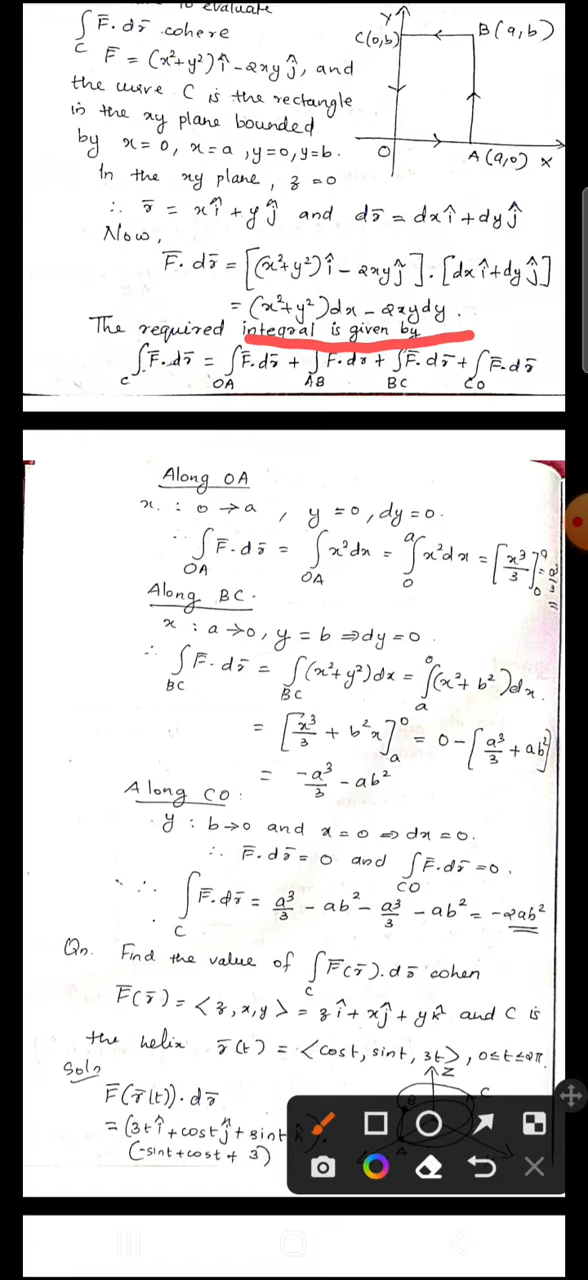 to evaluate
∫_C F̄. dr̄ where
F̄ = (x²+y²) î - 2xy ĵ, and
the curve C is the rectangle
in the xy plane bounded
by x=0, x=a, y=0, y=b.
Y
C(0,b)
B(a,b)
O
A(a,0) X
In the xy plane, z=0
∴ r̄ = xî + yĵ and dr̄ = dxî + dyĵ
Now,
F̄. dr̄ = [(x²+y²)î - 2xyĵ] . [dxî + dyĵ]
= (x²+y²)dx - 2xydy.
The required integral is given by
∫_C F̄.dr̄ = ∫_OA F̄.dr̄ + ∫_AB F.dr + ∫_BC F̄.dr̄ + ∫_CO F̄.dr̄
Along OA
x : 0 → a, y = 0, dy = 0.
∴ ∫_OA F̄.dr̄ = ∫_OA x²dx = ∫_0^a x²dx = [x³/3]_0^a = a³/3
Along BC.
x : a → 0, y = b ⇒ dy = 0.
∴ ∫_BC F̄.dr̄ = ∫_BC (x²+y²)dx = ∫_a^0 (x²+b²)dx.
= [x³/3 + b²x]_a^0 = 0 - [a³/3 + ab²]
= -a³/3 - ab²
Along CO:
y : b → 0 and x = 0 ⇒ dx = 0.
∴ F̄.dr̄ = 0 and ∫_CO F̄.dr̄ = 0.
∴ ∫_C F̄.dr̄ = a³/3 - ab² - a³/3 - ab² = -2ab²
Qn. Find the value of ∫_C F̄(r̄).dr̄ when
F̄(r̄) = <z, x, y> = zî + xĵ + yk̂ and C is
the helix r̄(t) = <cost, sint, 3t>, 0≤t≤2π.
Soln
Z
C
B
A
F̄(r̄(t)). dr̄
= (3tî + costĵ + sint k̂).
(-sint + cost + 3)